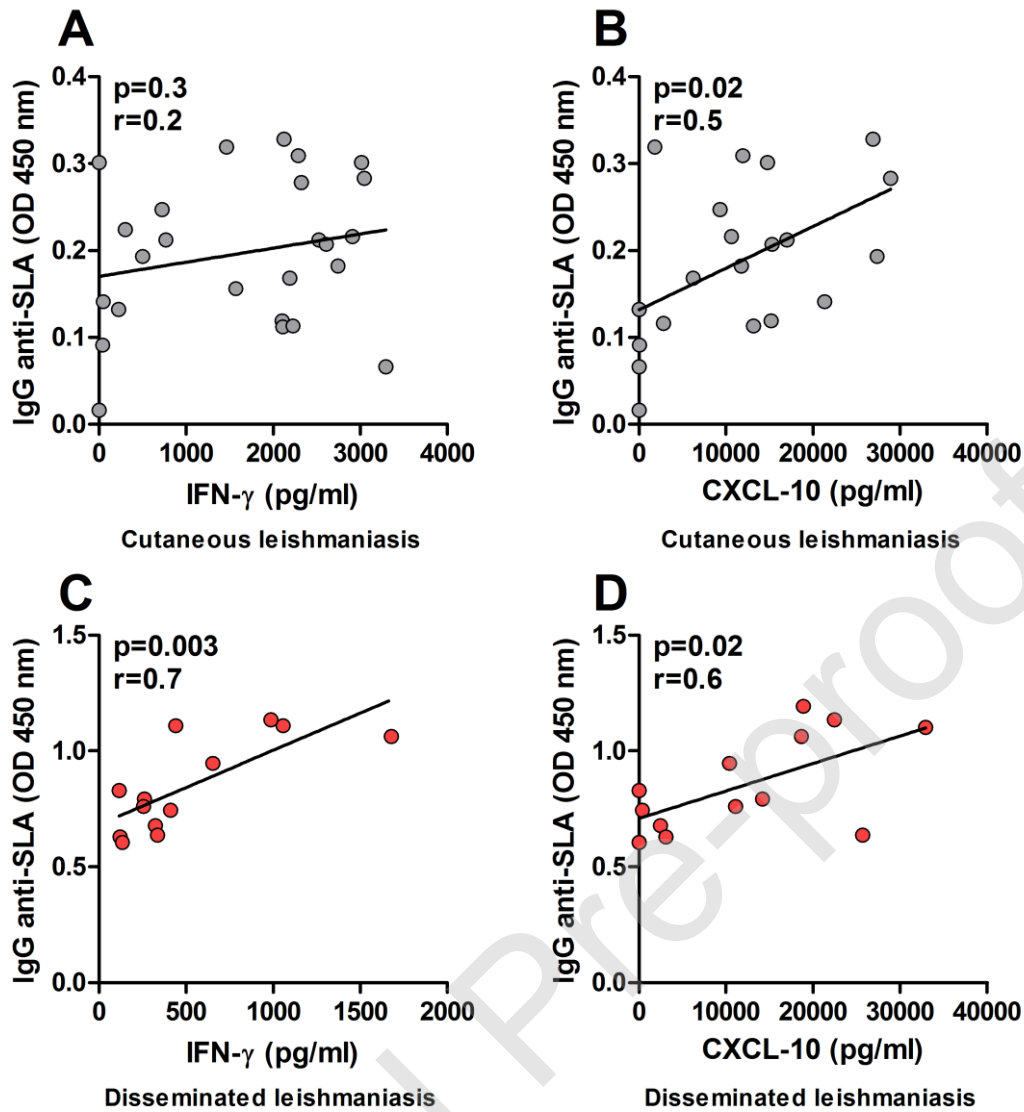 A
p=0.3
r=0.2
IgG anti-SLA (OD 450 nm)
0.4
0.3
0.2
0.1
0.0
0 1000 2000 3000 4000
IFN-γ (pg/ml)
Cutaneous leishmaniasis
B
p=0.02
r=0.5
IgG anti-SLA (OD 450 nm)
0.4
0.3
0.2
0.1
0.0
0 10000 20000 30000 40000
CXCL-10 (pg/ml)
Cutaneous leishmaniasis
C
p=0.003
r=0.7
IgG anti-SLA (OD 450 nm)
1.5
1.0
0.5
0.0
0 500 1000 1500 2000
IFN-γ (pg/ml)
Disseminated leishmaniasis
D
p=0.02
r=0.6
IgG anti-SLA (OD 450 nm)
1.5
1.0
0.5
0.0
0 10000 20000 30000 40000
CXCL-10 (pg/ml)
Disseminated leishmaniasis
Pre-proof